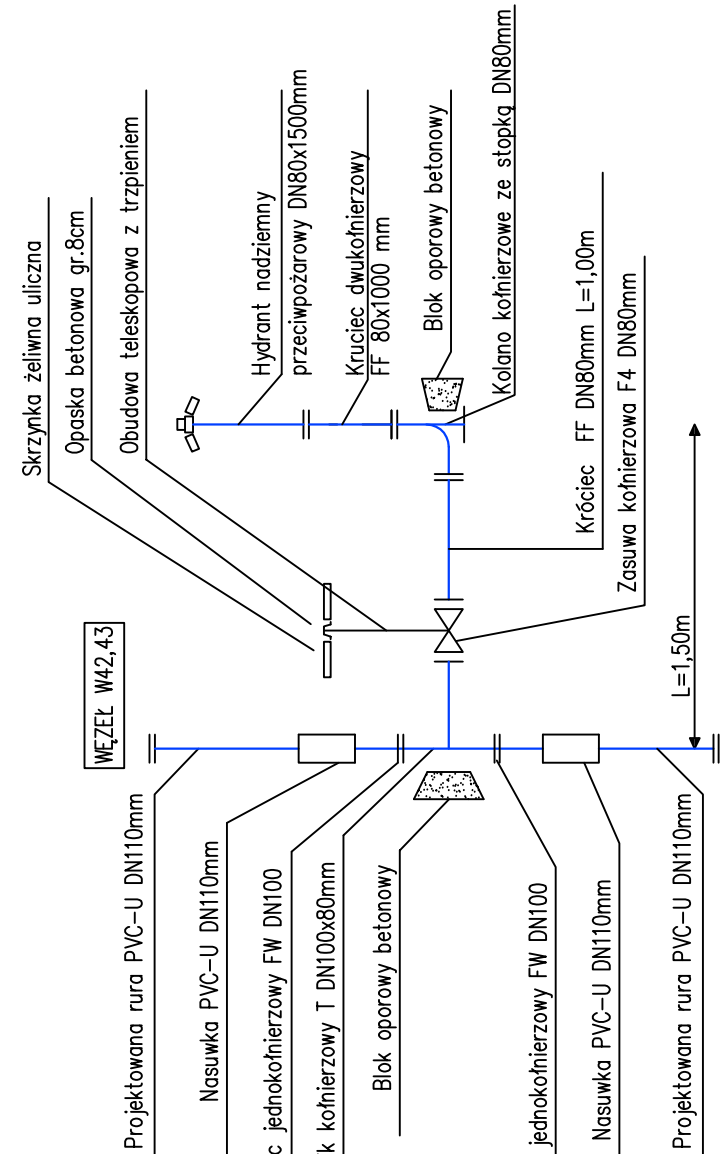 Skrzynka żeliwna uliczna
Opaska betonowa gr.8cm
Obudowa teleskopowa z trzpieniem
Hydrant nadziemny
przeciwpożarowy DN80x1500mm
Kruciec dwukołnierzowy
FF 80x1000 mm
Blok oporowy betonowy
Kolano kołnierzowe ze stopką DN80mm
Króciec FF DN80mm L=1,00m
Zasuwa kołnierzowa F4 DN80mm
WĘZEŁ W42,43
L=1,50m
Projektowana rura PVC-U DN110mm
Nasuwka PVC-U DN110mm
jednokołnierzowy FW DN100
kołnierzowy T DN100x80mm
Blok oporowy betonowy
jednokołnierzowy FW DN100
Nasuwka PVC-U DN110mm
Projektowana rura PVC-U DN110mm